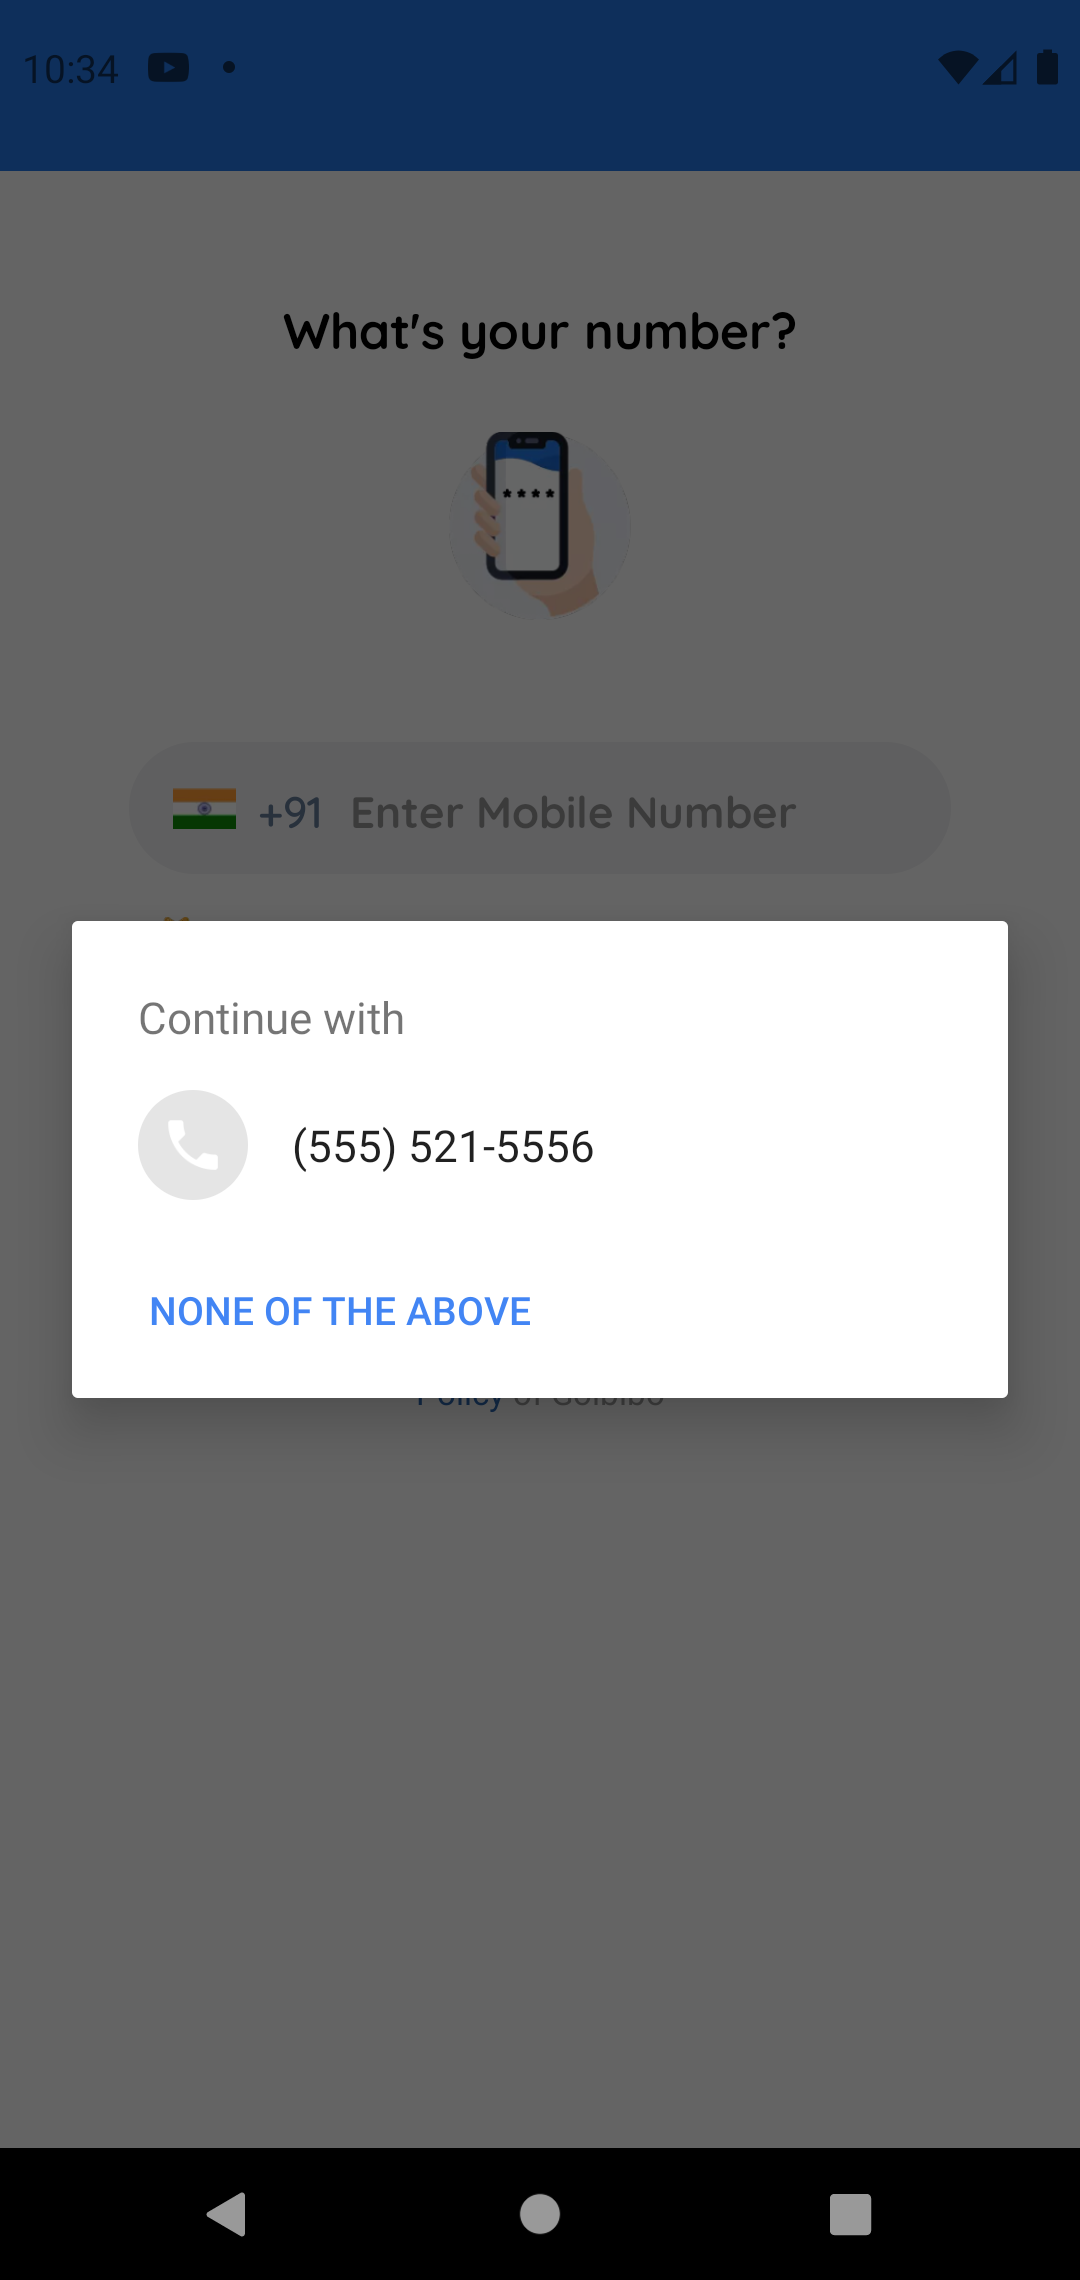 10:34
What's your number?
+91 Enter Mobile Number
Continue with
(555) 521-5556
NONE OF THE ABOVE
Policy of Goibibo